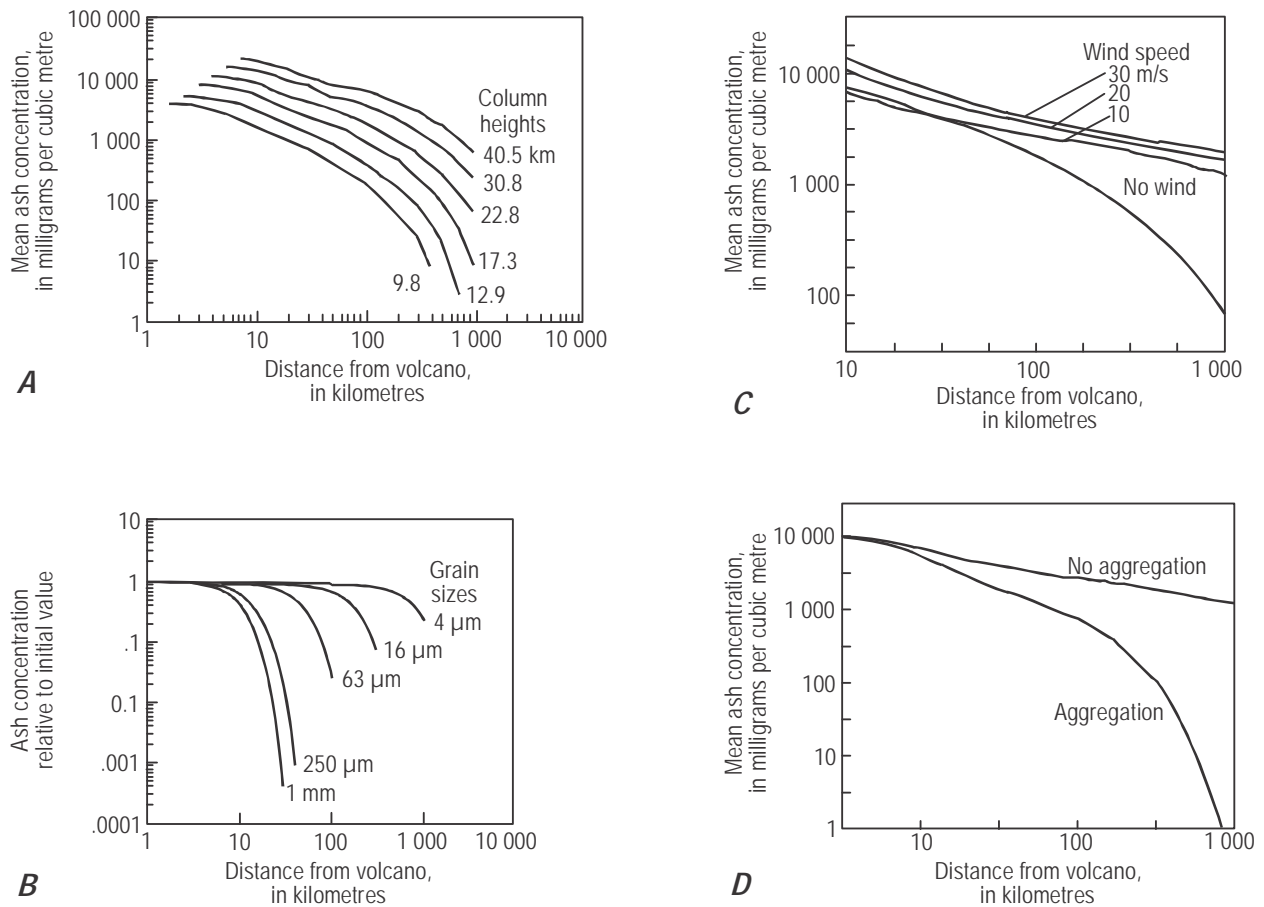 Mean ash concentration,
in milligrams per cubic metre
100 000
10 000
1 000
100
10
1
Column
heights
40.5 km
30.8
22.8
17.3
12.9
9.8
1
10
100
1 000
10 000
Distance from volcano,
in kilometres
A
Mean ash concentration,
in milligrams per cubic metre
10 000
1 000
100
Wind speed
30 m/s
20
10
No wind
10
100
1 000
Distance from volcano,
in kilometres
C
Ash concentration
relative to initial value
10
1
.1
0.1
.001
.0001
Grain
sizes
4 µm
16 µm
63 µm
250 µm
1 mm
1
10
100
1 000
10 000
Distance from volcano,
in kilometres
B
Mean ash concentration,
in milligrams per cubic metre
10 000
1 000
100
10
1
No aggregation
Aggregation
10
100
1 000
Distance from volcano,
in kilometres
D